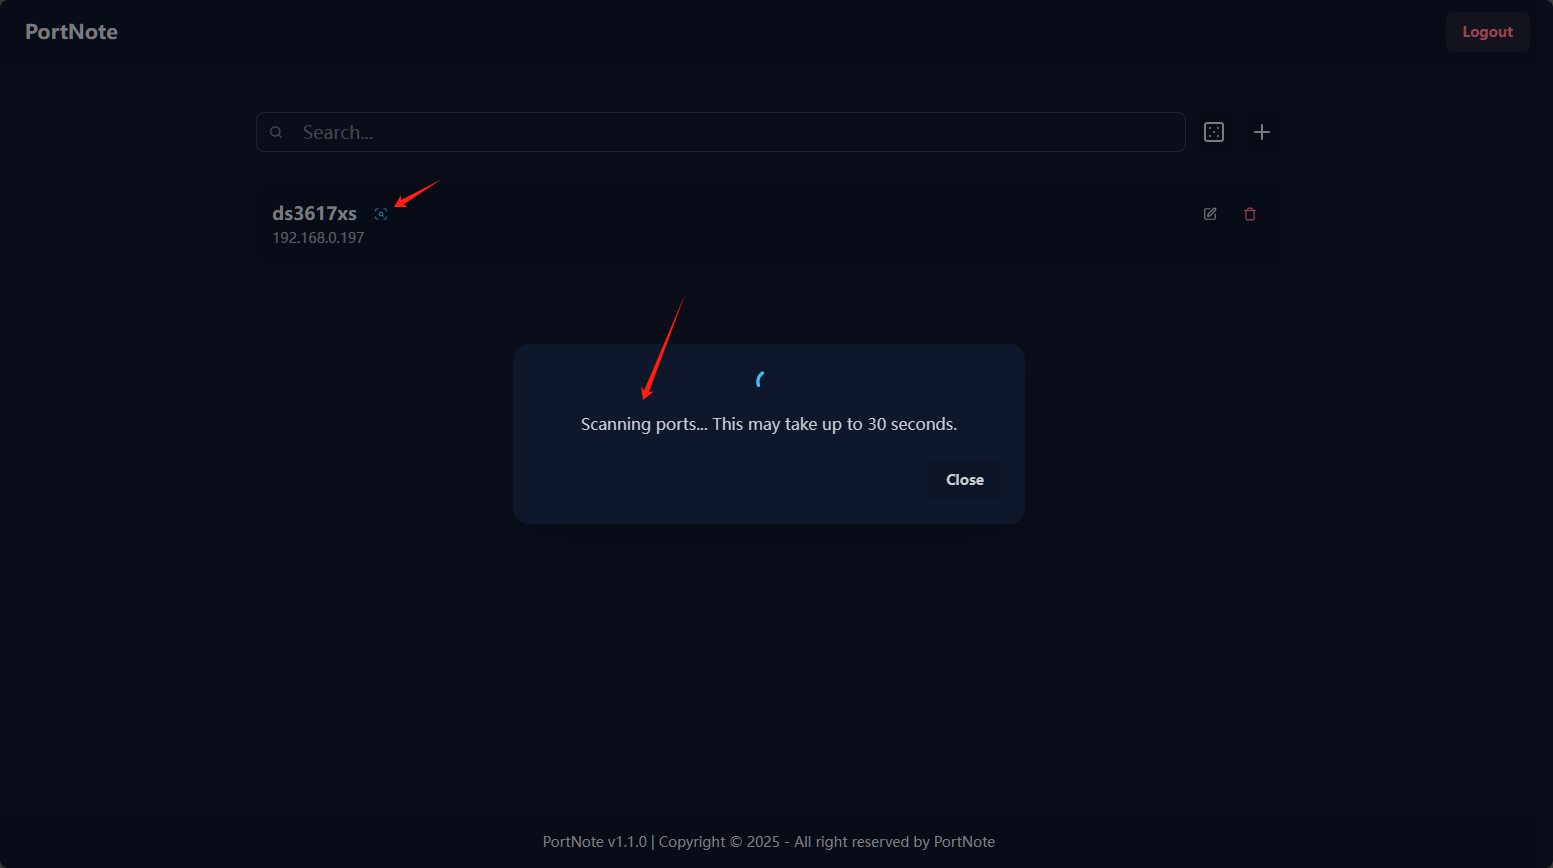 PortNote
Logout
Search...
ds3617xs
192.168.0.197
Scanning ports... This may take up to 30 seconds.
Close
PortNote v1.1.0 | Copyright © 2025 - All right reserved by PortNote